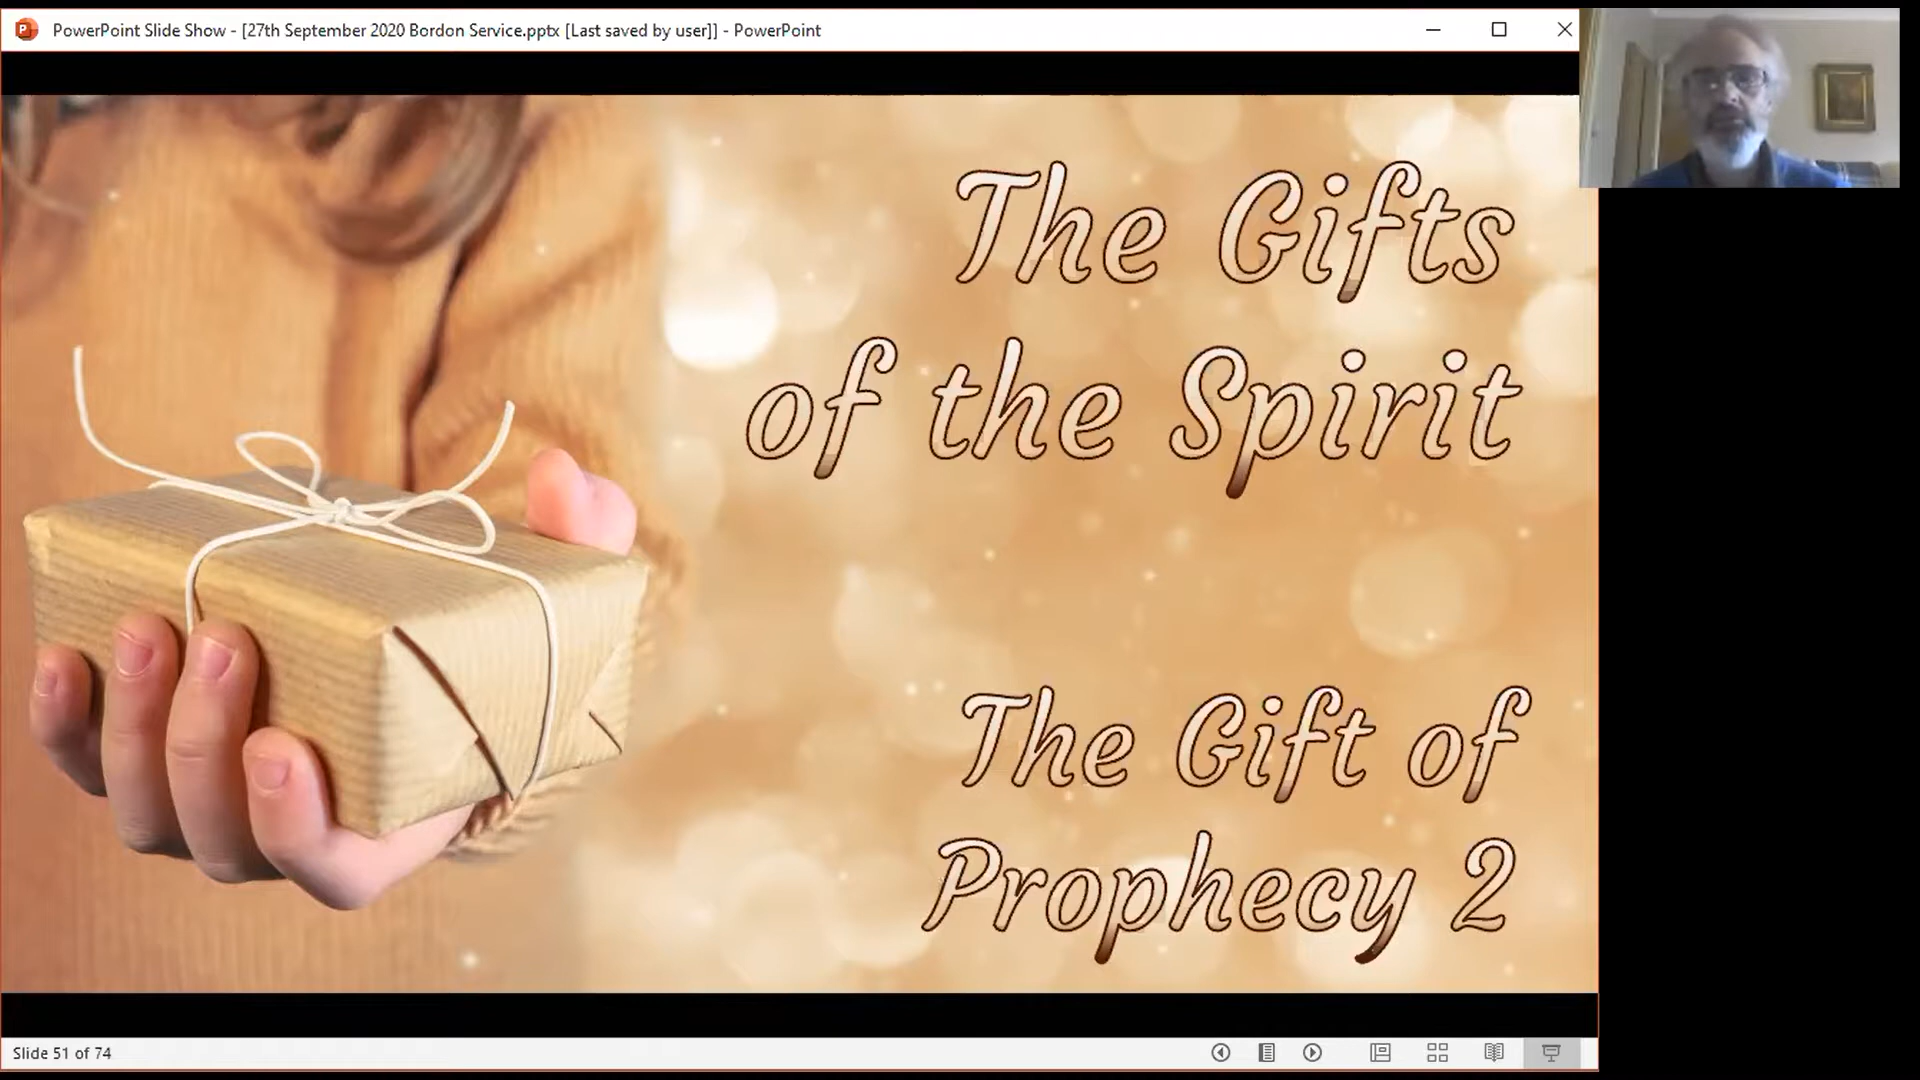 PowerPoint Slide Show - [27th September 2020 Bordon Service.pptx [Last saved by user]] - PowerPoint
The Gifts
of the Spirit
The Gift of
Prophecy 2
Slide 51 of 74